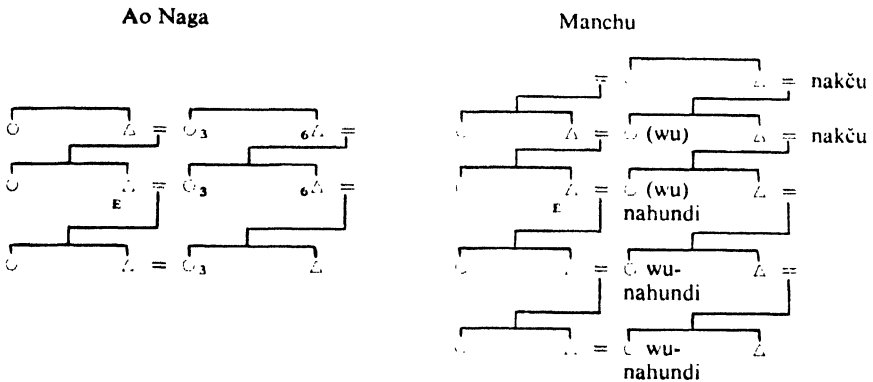 Ao Naga
Manchu
= nakču
3 6 = (wu) = nakču
= 3 6 = = (wu) =
E E nahundi
= 3 = wu- =
nahundi
= wu-
nahundi